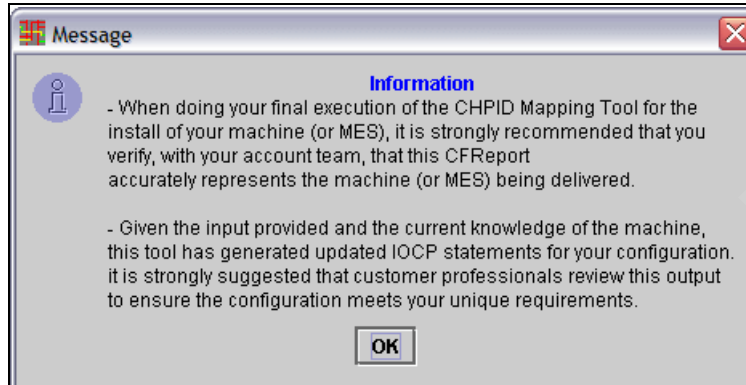 Message
Information
- When doing your final execution of the CHPID Mapping Tool for the
install of your machine (or MES), it is strongly recommended that you
verify, with your account team, that this CFReport
accurately represents the machine (or MES) being delivered.
- Given the input provided and the current knowledge of the machine,
this tool has generated updated IOCP statements for your configuration.
it is strongly suggested that customer professionals review this output
to ensure the configuration meets your unique requirements.
OK